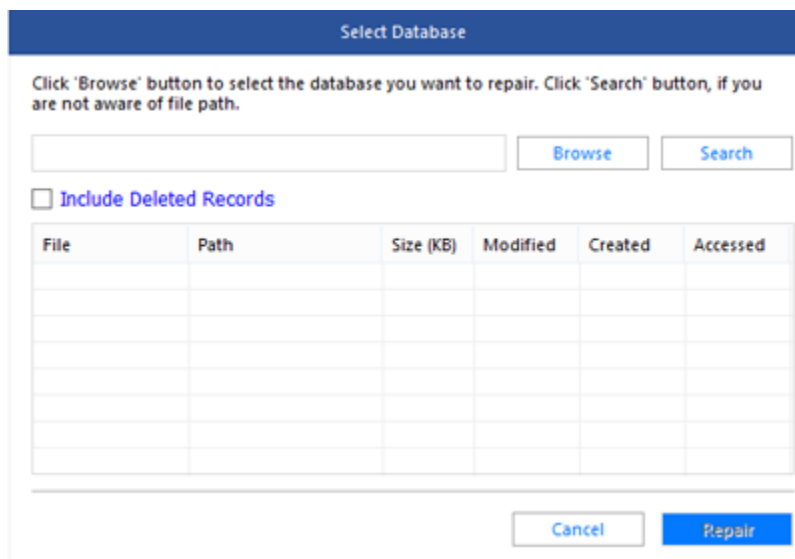 Select Database
Click 'Browse' button to select the database you want to repair. Click 'Search' button, if you
are not aware of file path.
Browse Search
Include Deleted Records
File Path Size (KB) Modified Created Accessed
Cancel Repair